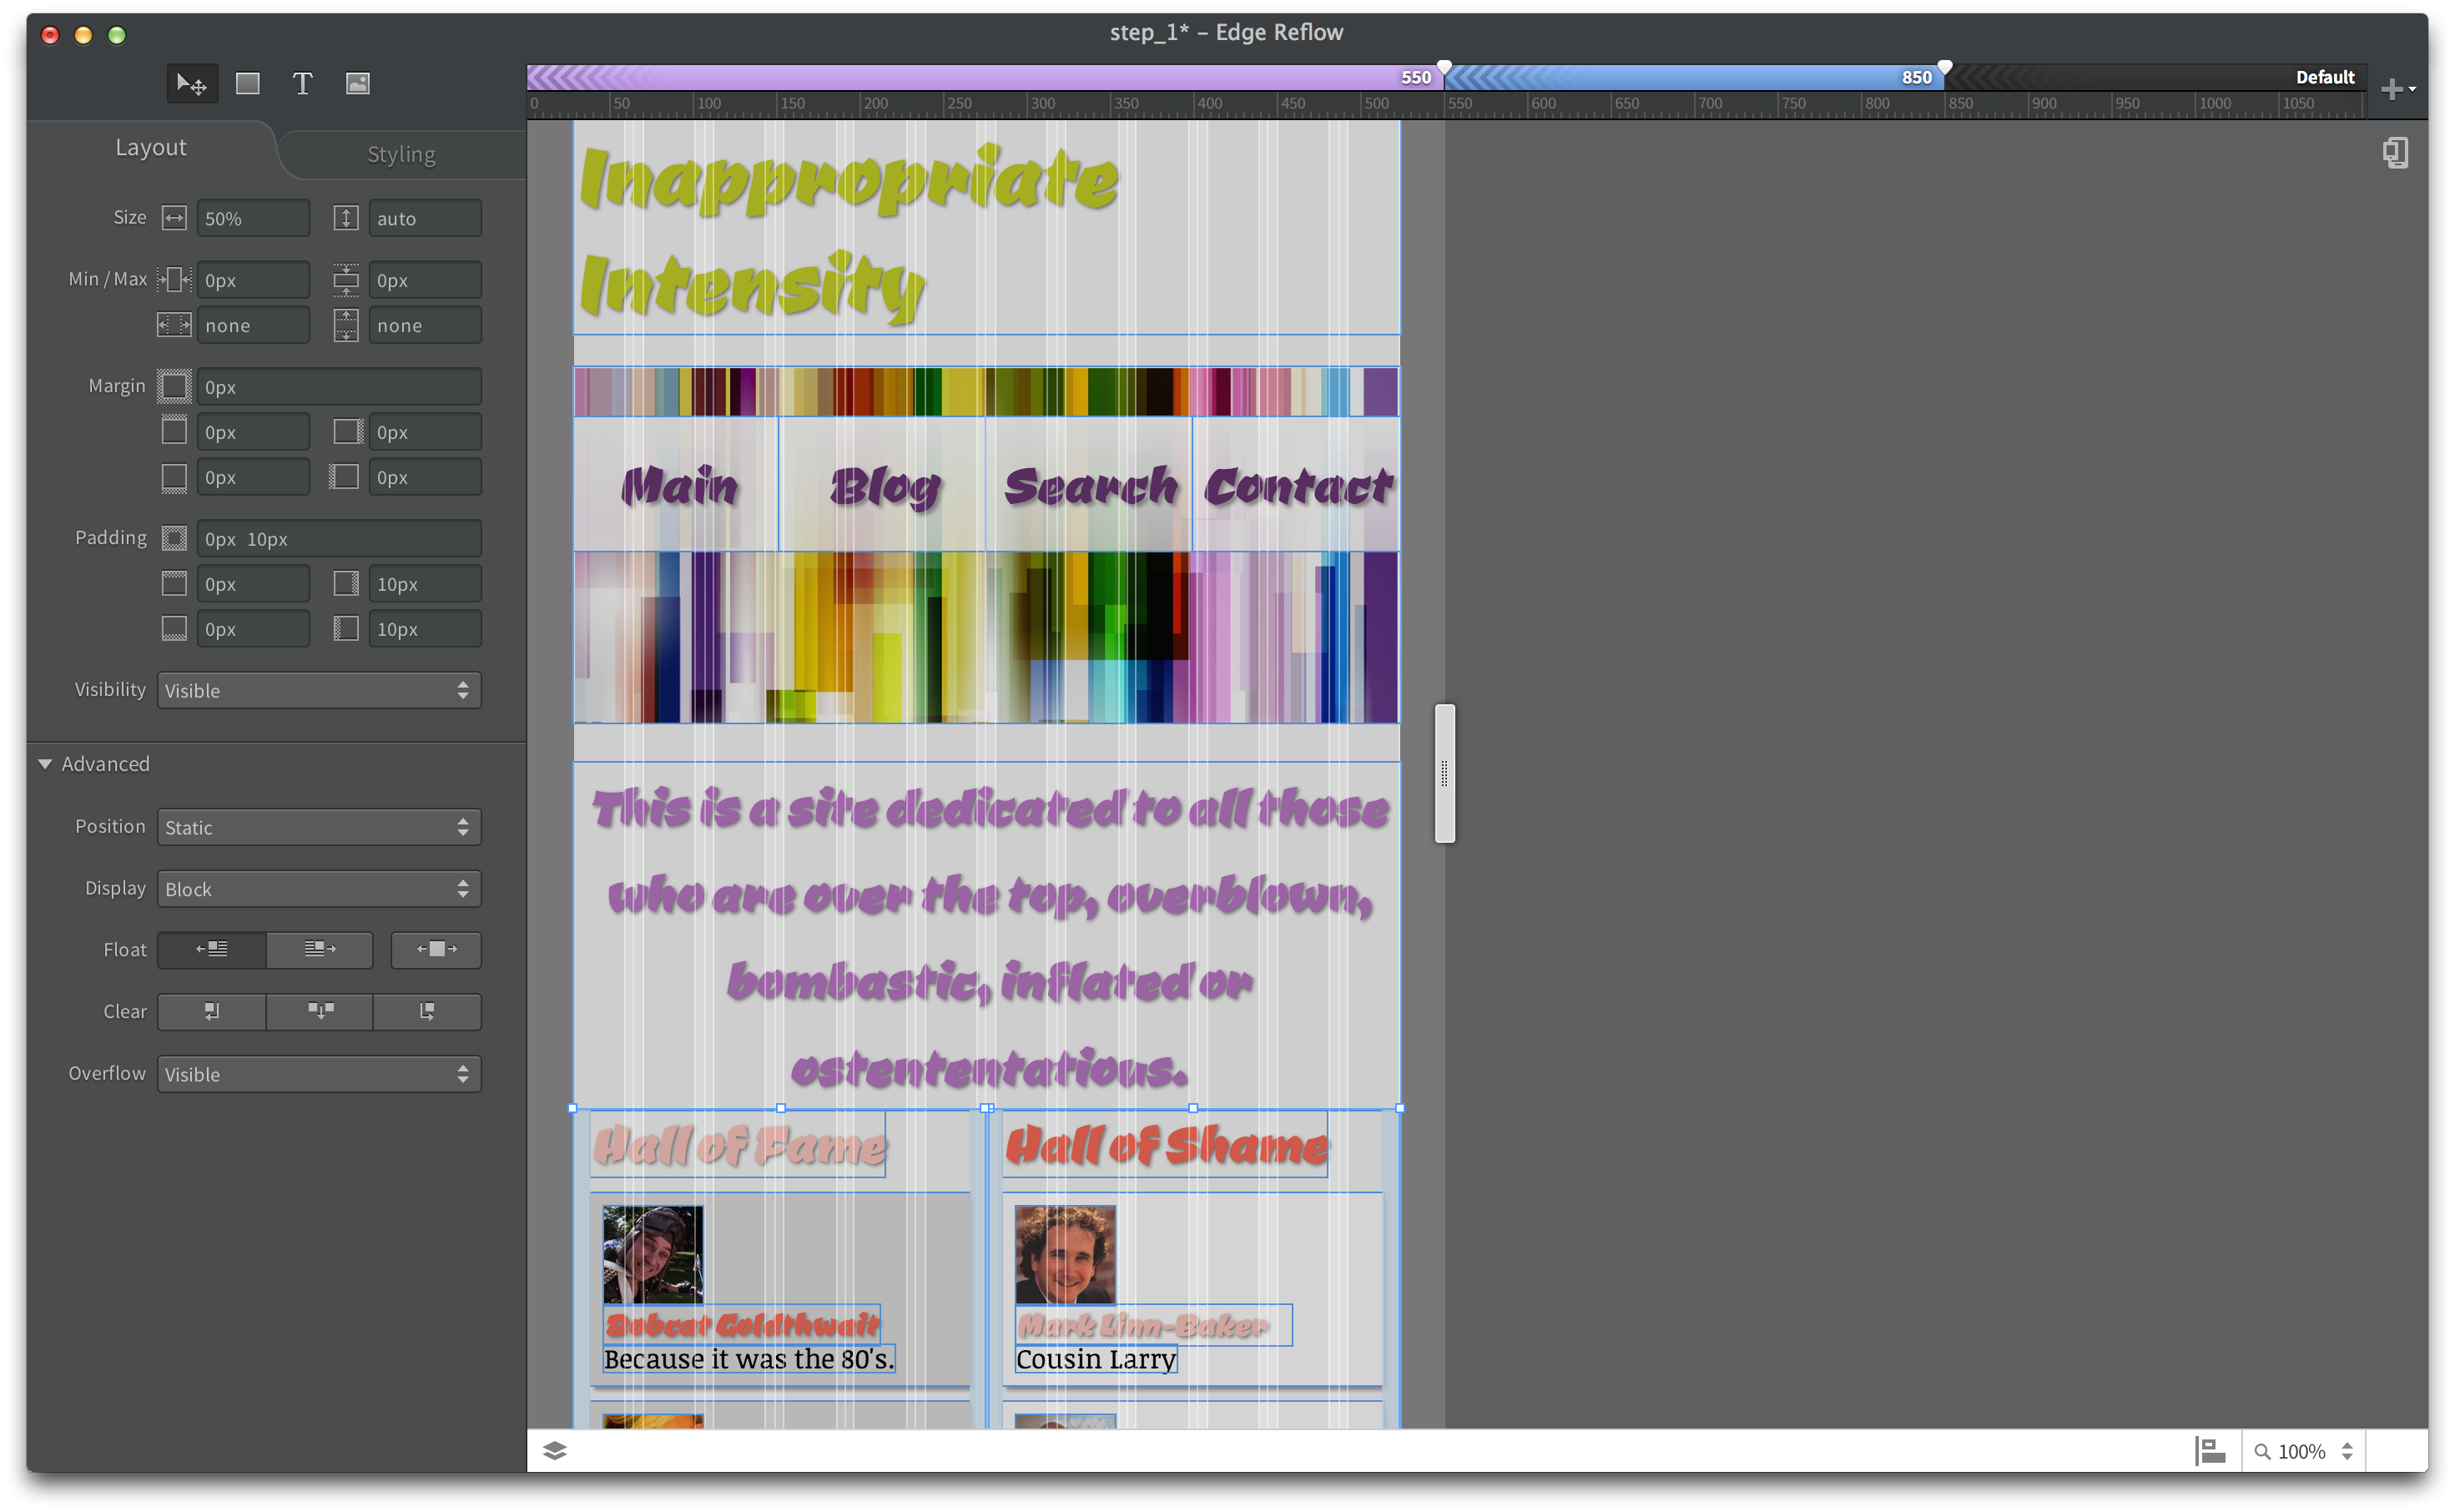 step_1* – Edge Reflow
T
550
850
Default
0 50 100 150 200 250 300 350 400 450 500 550 600 650 700 750 800 850 900 950 1000 1050
Layout
Styling
Size 50% auto
Min / Max 0px 0px
none none
Margin 0px
0px 0px
0px 0px
Padding 0px 10px
0px 10px
0px 10px
Visibility Visible
Advanced
Position Static
Display Block
Float
Clear
Overflow Visible
Inappropriate
Intensity
Main Blog Search Contact
This is a site dedicated to all those
who are over the top, overblown,
bombastic, inflated or
ostententatious.
Hall of Fame
Bobcat Goldthwait
Because it was the 80's.
Hall of Shame
Mark Linn-Baker
Cousin Larry
100%